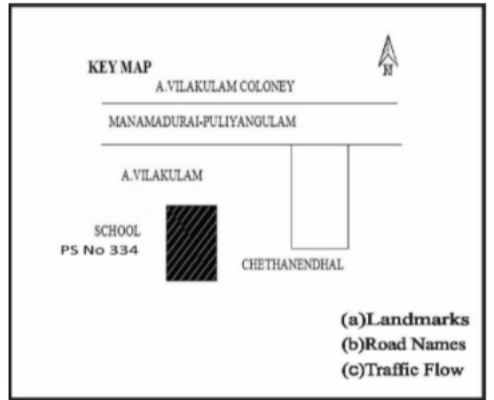 N
KEY MAP
A.VILAKULAM COLONEY
MANAMADURAI-PULIYANGULAM
A.VILAKULAM
SCHOOL
PS No 334
CHETHANENDHAL
(a)Landmarks
(b)Road Names
(c)Traffic Flow